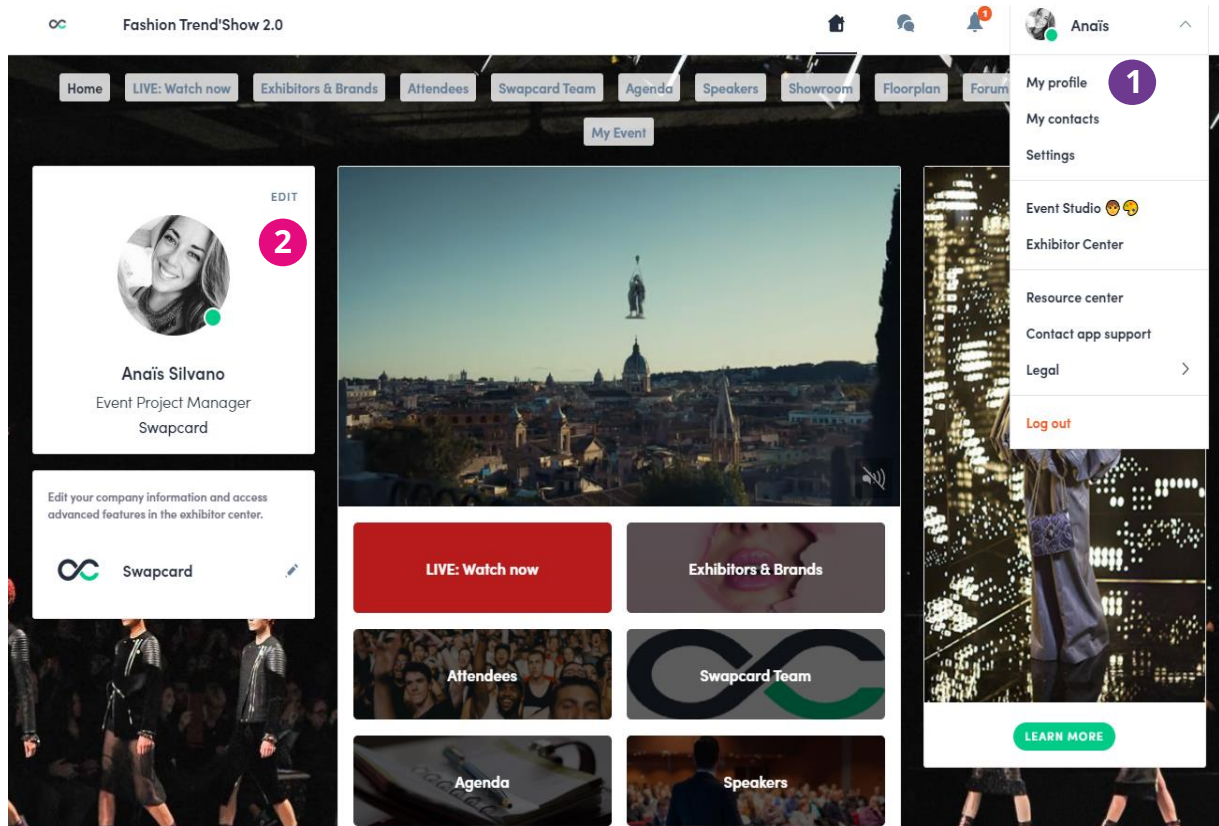 Fashion Trend'Show 2.0
1
Anaïs
Home
LIVE: Watch now
Exhibitors & Brands
Attendees
Swapcard Team
Agenda
Speakers
Showroom
Floorplan
Forum
My Event
My profile
1
My contacts
Settings
Event Studio
Exhibitor Center
Resource center
Contact app support
Legal
Log out
EDIT
2
Anaïs Silvano
Event Project Manager
Swapcard
Edit your company information and access
advanced features in the exhibitor center.
Swapcard
LIVE: Watch now
Exhibitors & Brands
Attendees
Swapcard Team
Agenda
Speakers
LEARN MORE